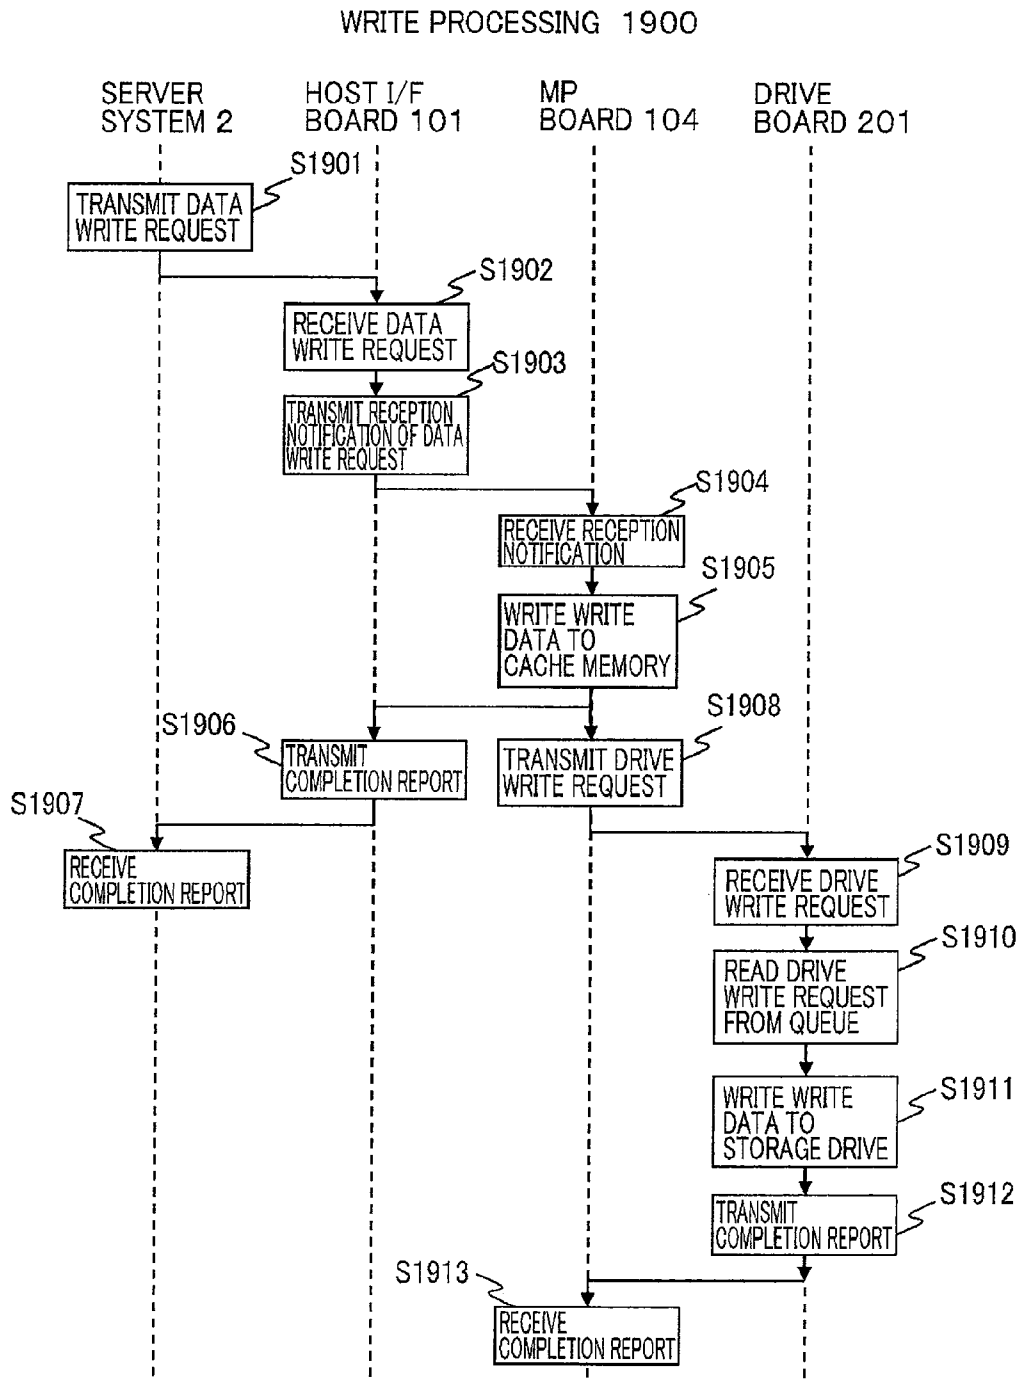 WRITE PROCESSING 1900
SERVER
SYSTEM 2
HOST I/F
BOARD 101
MP
BOARD 104
DRIVE
BOARD 201
S1901
TRANSMIT DATA
WRITE REQUEST
S1902
RECEIVE DATA
WRITE REQUEST
S1903
TRANSMIT RECEPTION
NOTIFICATION OF DATA
WRITE REQUEST
S1904
RECEIVE RECEPTION
NOTIFICATION
S1905
WRITE WRITE
DATA TO
CACHE MEMORY
S1906
TRANSMIT
COMPLETION REPORT
S1908
TRANSMIT DRIVE
WRITE REQUEST
S1907
RECEIVE
COMPLETION REPORT
S1909
RECEIVE DRIVE
WRITE REQUEST
S1910
READ DRIVE
WRITE REQUEST
FROM QUEUE
S1911
WRITE WRITE
DATA TO
STORAGE DRIVE
S1912
TRANSMIT
COMPLETION REPORT
S1913
RECEIVE
COMPLETION REPORT